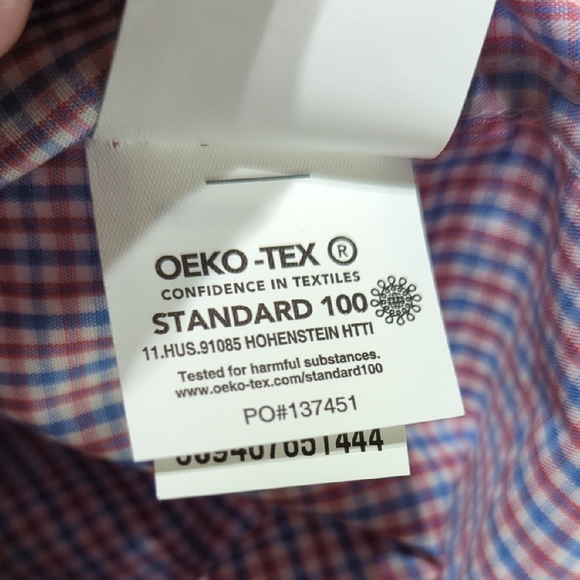 OEKO-TEX ®
CONFIDENCE IN TEXTILES
STANDARD 100
11.HUS.91085 HOHENSTEIN HTTI
Tested for harmful substances.
www.oeko-tex.com/standard100
PO#137451